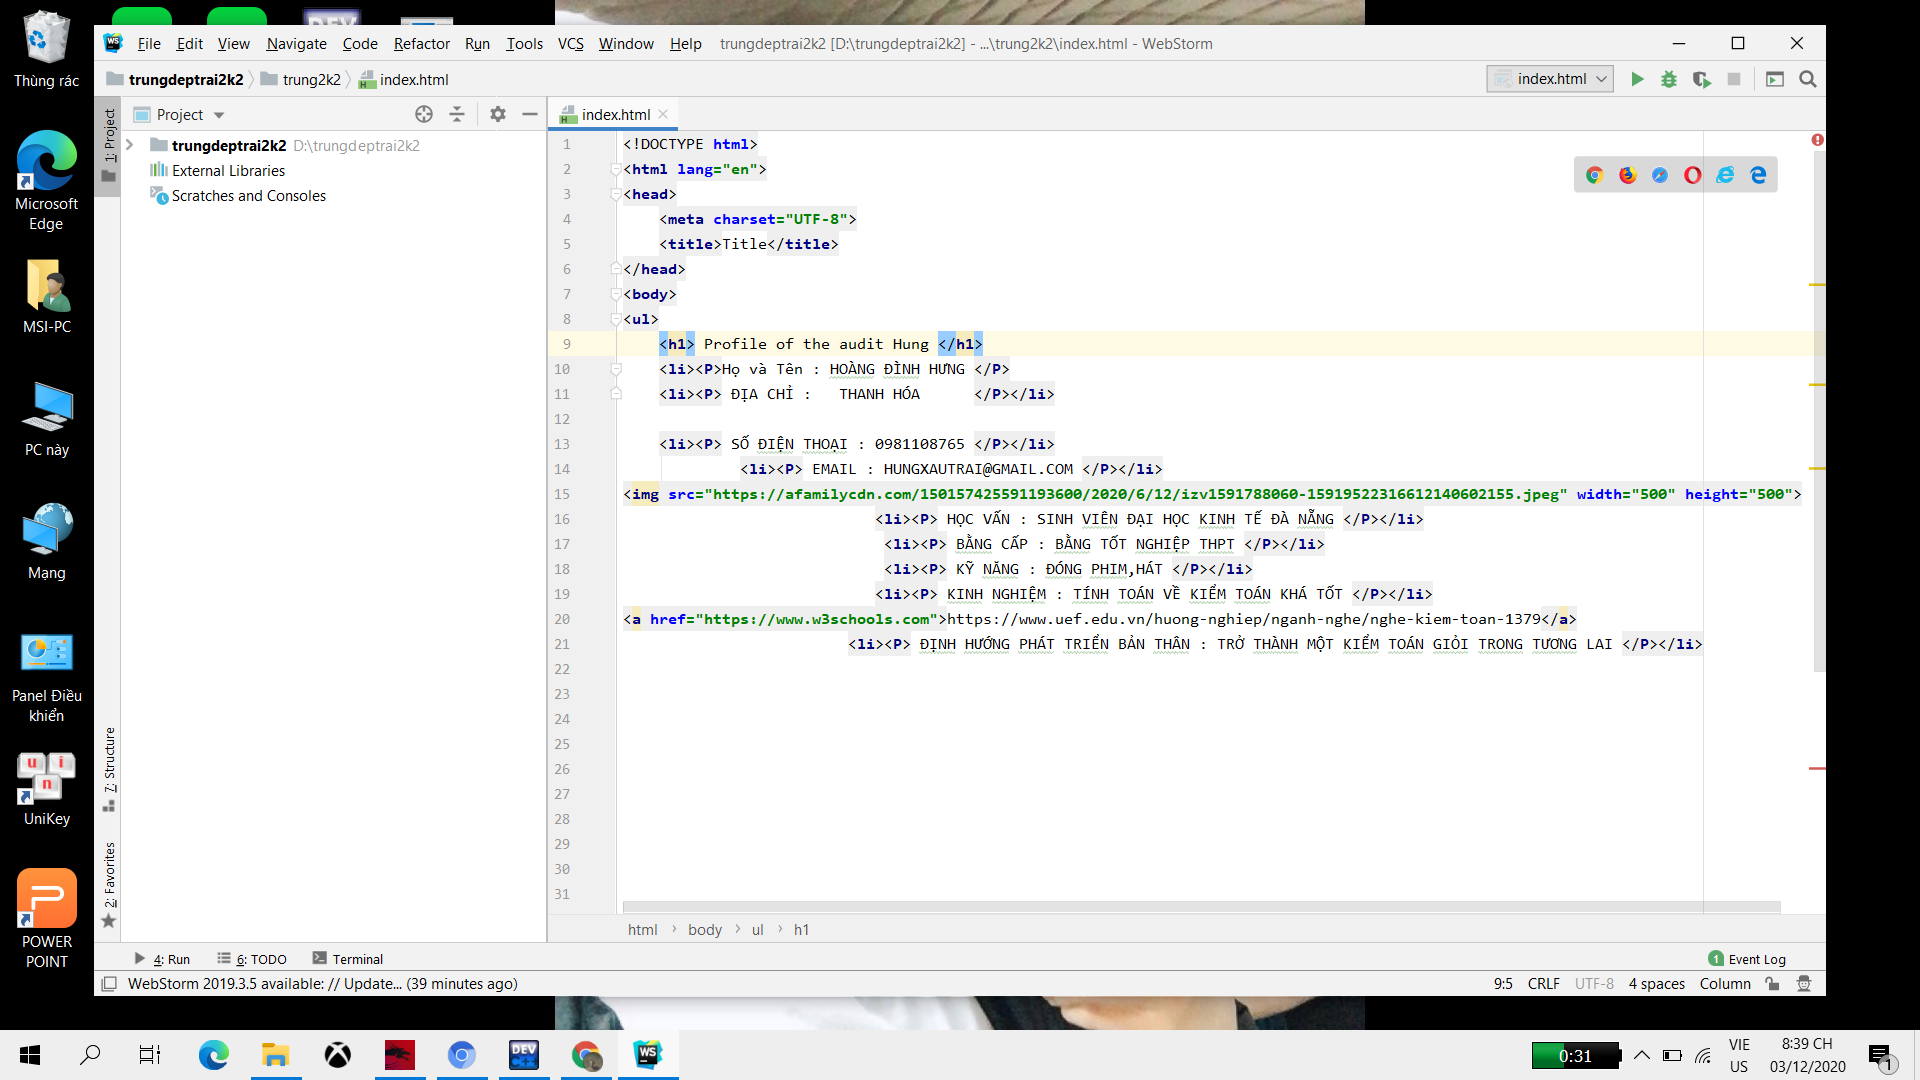 File Edit View Navigate Code Refactor Run Tools VCS Window Help trungdeptrai2k2 [D:\trungdeptrai2k2] - ...\trung2k2\index.html - WebStorm
trungdeptrai2k2 trung2k2 index.html index.html
Project index.html
1: Project
trungdeptrai2k2 D:\trungdeptrai2k2
External Libraries
Scratches and Consoles
7: Structure
2: Favorites
1 <!DOCTYPE html>
2 <html lang="en">
3 <head>
4 <meta charset="UTF-8">
5 <title>Title</title>
6 </head>
7 <body>
8 <ul>
9 <h1> Profile of the audit Hung </h1>
10 <li><P>Họ và Tên : HOÀNG ĐÌNH HƯNG </P>
11 <li><P> ĐỊA CHỈ : THANH HÓA </P></li>
12
13 <li><P> SỐ ĐIỆN THOẠI : 0981108765 </P></li>
14 <li><P> EMAIL : HUNGXAUTRAI@GMAIL.COM </P></li>
15 <img src="https://afamilycdn.com/150157425591193600/2020/6/12/izv1591788060-15919522316612140602155.jpeg" width="500" height="500">
16 <li><P> HỌC VẤN : SINH VIÊN ĐẠI HỌC KINH TẾ ĐÀ NẴNG </P></li>
17 <li><P> BẰNG CẤP : BẰNG TỐT NGHIỆP THPT </P></li>
18 <li><P> KỸ NĂNG : ĐÓNG PHIM,HÁT </P></li>
19 <li><P> KINH NGHIỆM : TÍNH TOÁN VỀ KIỂM TOÁN KHÁ TỐT </P></li>
20 <a href="https://www.w3schools.com">https://www.uef.edu.vn/huong-nghiep/nganh-nghe/nghe-kiem-toan-1379</a>
21 <li><P> ĐỊNH HƯỚNG PHÁT TRIỂN BẢN THÂN : TRỞ THÀNH MỘT KIỂM TOÁN GIỎI TRONG TƯƠNG LAI </P></li>
22
23
24
25
26
27
28
29
30
31
html body ul h1
4: Run 6: TODO Terminal 1 Event Log
WebStorm 2019.3.5 available: // Update... (39 minutes ago) 9:5 CRLF UTF-8 4 spaces Column
Thùng rác
Microsoft
Edge
MSI-PC
PC này
Mạng
Panel Điều
khiển
u i
n
UniKey
POWER
POINT
DEV
WS
DEV
C++
WS
0:31
VIE
US
8:39 CH
03/12/2020
1